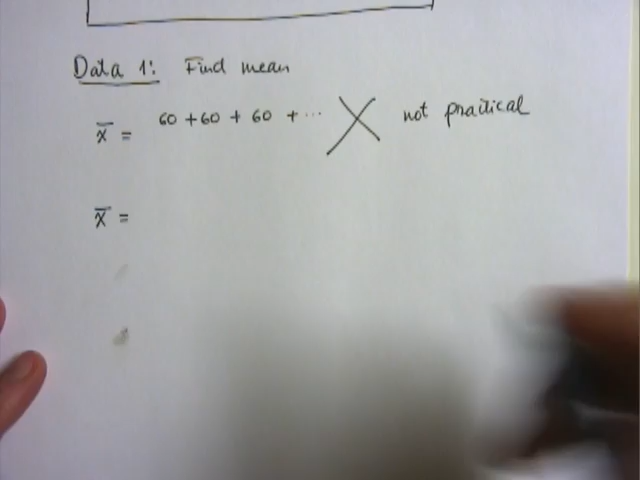 Data 1: Find mean
x̄ = 60 + 60 + 60 + ... X not practical
x̄ =